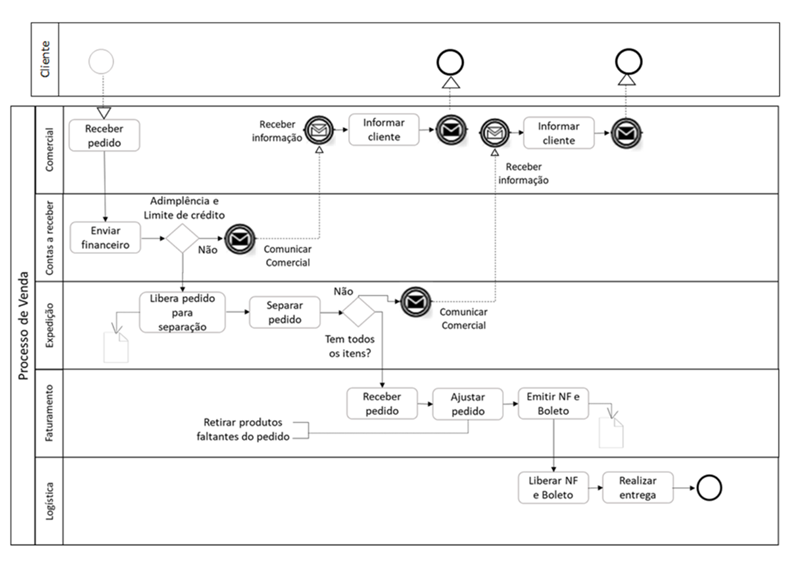 Cliente
Processo de Venda
Comercial
Receber
pedido
Receber
informação
Informar
cliente
Receber
informação
Informar
cliente
Contas a receber
Enviar
financeiro
Adimplência e
Limite de crédito
Não
Comunicar
Comercial
Expedição
Libera pedido
para
separação
Separar
pedido
Não
Tem todos
os itens?
Comunicar
Comercial
Faturamento
Receber
pedido
Ajustar
pedido
Emitir NF e
Boleto
Retirar produtos
faltantes do pedido
Logística
Liberar NF
e Boleto
Realizar
entrega